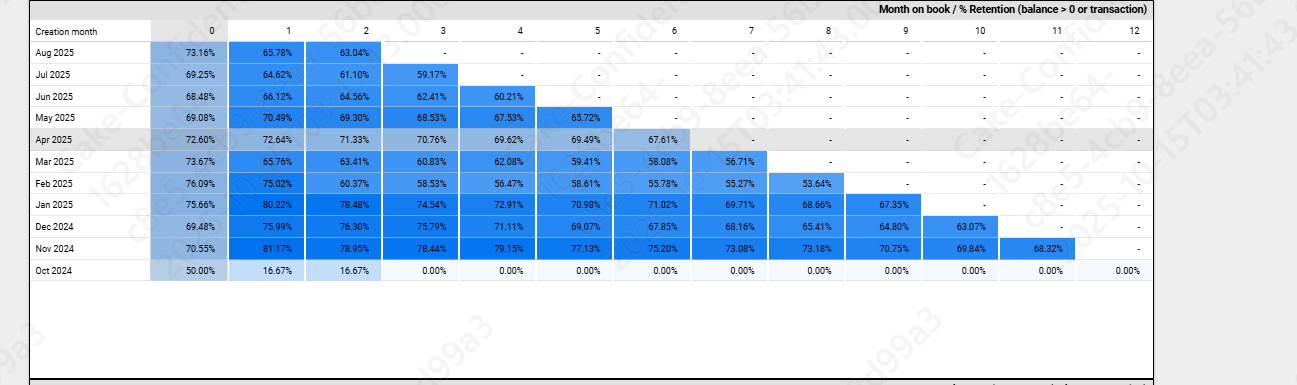 Month on book / % Retention (balance > 0 or transaction)
Creation month 0 1 2 3 4 5 6 7 8 9 10 11 12
Aug 2025 73.16% 65.78% 63.04% - - - - - - - - - -
Jul 2025 69.25% 64.62% 61.10% 59.17% - - - - - - - - -
Jun 2025 68.48% 66.12% 64.56% 62.41% 60.21% - - - - - - - -
May 2025 69.08% 70.49% 69.30% 68.53% 67.53% 65.72% - - - - - - -
Apr 2025 72.60% 72.64% 71.33% 70.76% 69.62% 69.49% 67.61% - - - - - -
Mar 2025 73.67% 65.76% 63.41% 60.83% 62.08% 59.41% 58.08% 56.71% - - - - -
Feb 2025 76.09% 75.02% 60.37% 58.53% 56.47% 58.61% 55.78% 55.27% 53.64% - - - -
Jan 2025 75.66% 80.22% 78.48% 74.54% 72.91% 70.98% 71.02% 69.71% 68.66% 67.35% - - -
Dec 2024 69.48% 75.99% 76.30% 75.79% 71.11% 69.07% 67.85% 68.16% 65.41% 64.80% 63.07% - -
Nov 2024 70.55% 81.17% 78.95% 78.44% 79.15% 77.13% 75.20% 73.08% 73.18% 70.75% 69.84% 68.32% -
Oct 2024 50.00% 16.67% 16.67% 0.00% 0.00% 0.00% 0.00% 0.00% 0.00% 0.00% 0.00% 0.00% 0.00%